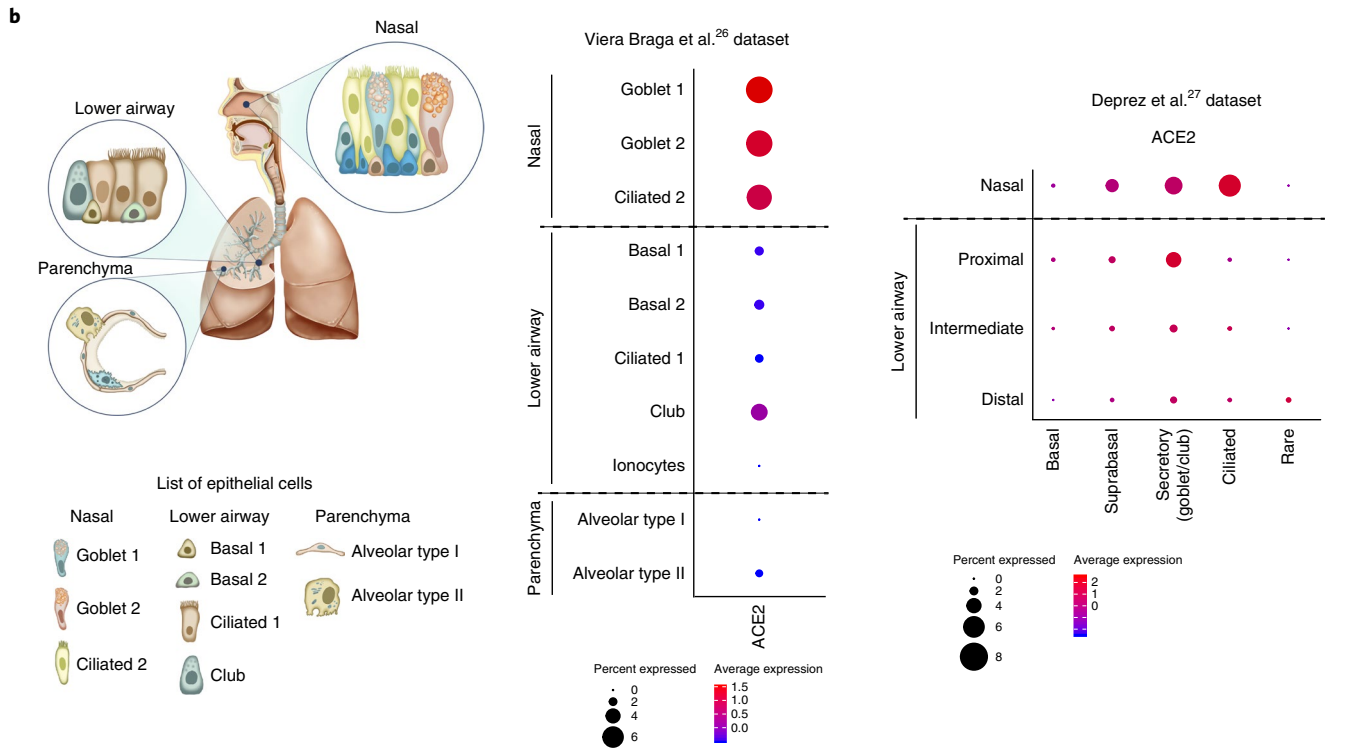 b
Nasal
Lower airway
Parenchyma
List of epithelial cells
Nasal
Goblet 1
Goblet 2
Ciliated 2
Lower airway
Basal 1
Basal 2
Ciliated 1
Club
Parenchyma
Alveolar type I
Alveolar type II
Viera Braga et al.26 dataset
Nasal
Goblet 1
Goblet 2
Ciliated 2
Lower airway
Basal 1
Basal 2
Ciliated 1
Club
Ionocytes
Parenchyma
Alveolar type I
Alveolar type II
ACE2
Percent expressed
0
2
4
6
Average expression
1.5
1.0
0.5
0.0
Deprez et al.27 dataset
ACE2
Nasal
Lower airway
Proximal
Intermediate
Distal
Basal
Suprabasal
Secretory
(goblet/club)
Ciliated
Rare
Percent expressed
0
2
4
6
8
Average expression
2
1
0